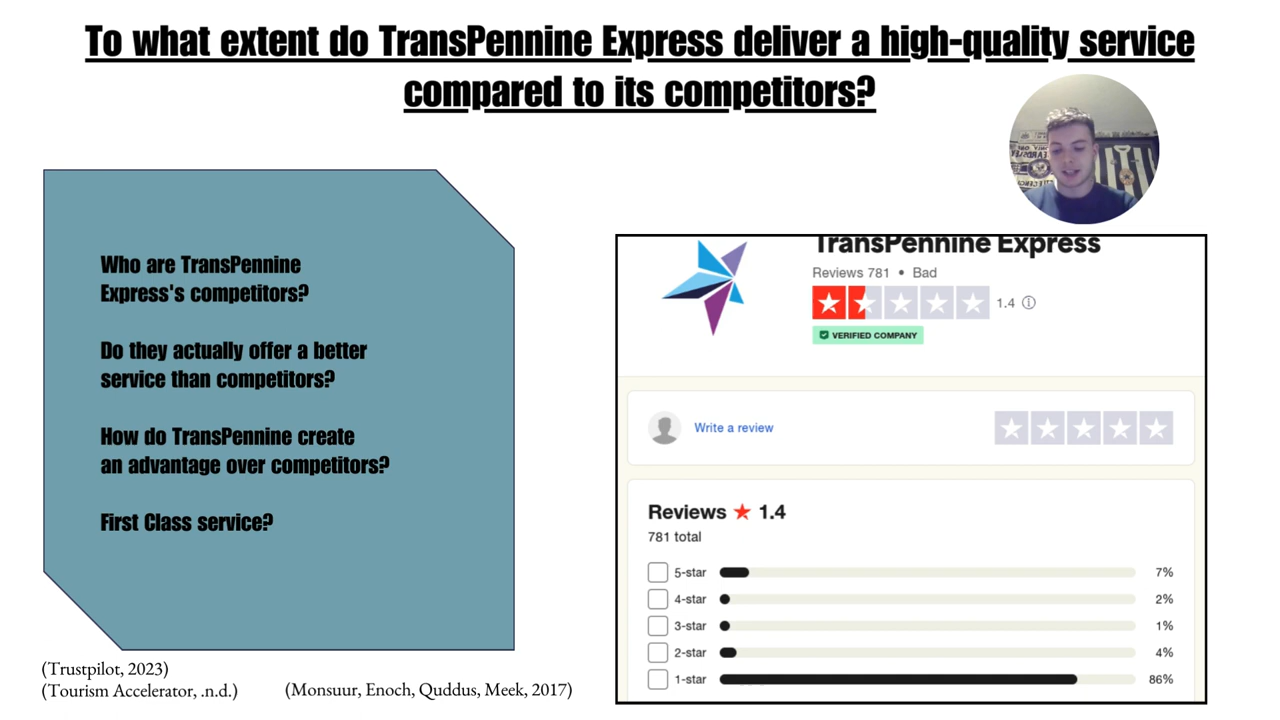 To what extent do TransPennine Express deliver a high-quality service
compared to its competitors?
Who are TransPennine
Express's competitors?
Do they actually offer a better
service than competitors?
How do TransPennine create
an advantage over competitors?
First Class service?
(Trustpilot, 2023)
(Tourism Accelerator, .n.d.)
(Monsuur, Enoch, Quddus, Meek, 2017)
TransPennine Express
Reviews 781 • Bad
1.4
VERIFIED COMPANY
Write a review
Reviews ★ 1.4
781 total
5-star 7%
4-star 2%
3-star 1%
2-star 4%
1-star 86%